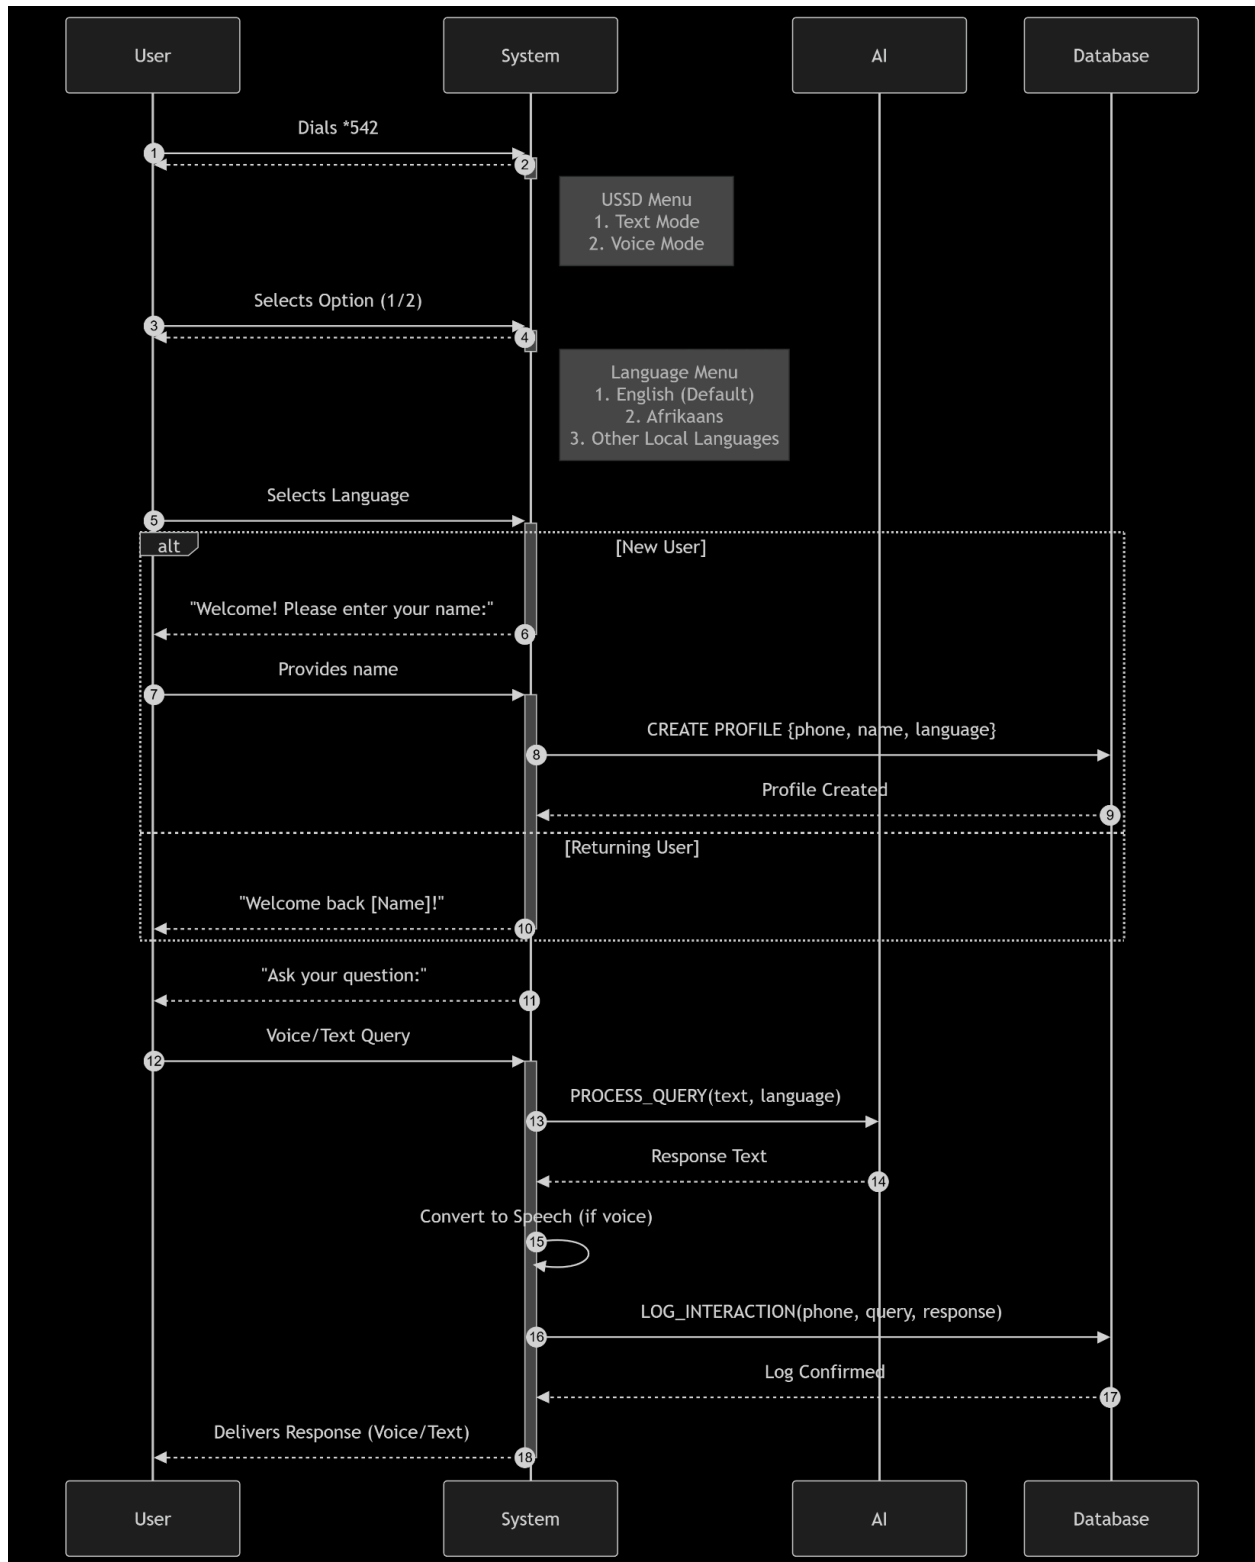 User
System
AI
Database
Dials *542
1
2
USSD Menu
1. Text Mode
2. Voice Mode
Selects Option (1/2)
3
4
Language Menu
1. English (Default)
2. Afrikaans
3. Other Local Languages
Selects Language
5
alt
[New User]
"Welcome! Please enter your name:"
6
Provides name
7
CREATE PROFILE {phone, name, language}
8
Profile Created
9
[Returning User]
"Welcome back [Name]!"
10
"Ask your question:"
11
Voice/Text Query
12
PROCESS_QUERY(text, language)
13
Response Text
14
Convert to Speech (if voice)
15
LOG_INTERACTION(phone, query, response)
16
Log Confirmed
17
Delivers Response (Voice/Text)
18
User
System
AI
Database